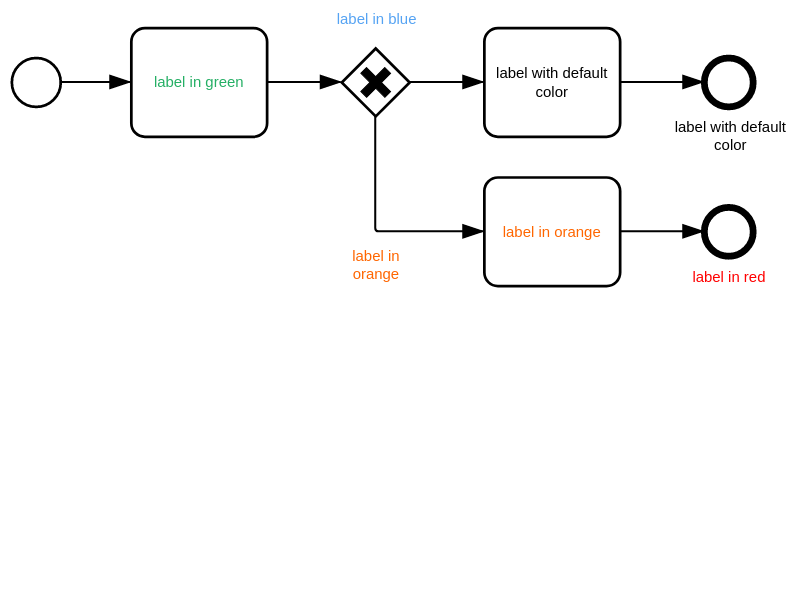 label in blue
label in green
label with default
color
label with default
color
label in orange
label in
orange
label in red